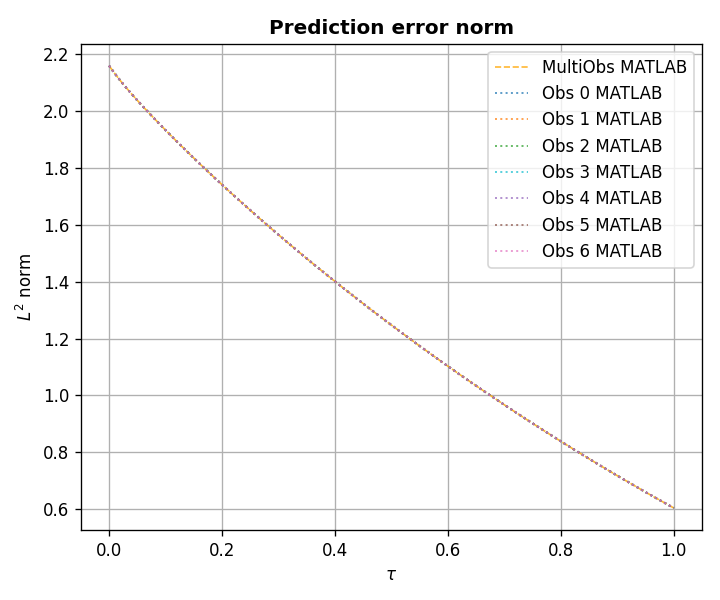 Prediction error norm
2.2
2.0
1.8
1.6
1.4
1.2
1.0
0.8
0.6
L² norm
MultiObs MATLAB
Obs 0 MATLAB
Obs 1 MATLAB
Obs 2 MATLAB
Obs 3 MATLAB
Obs 4 MATLAB
Obs 5 MATLAB
Obs 6 MATLAB
0.0 0.2 0.4 0.6 0.8 1.0
τ